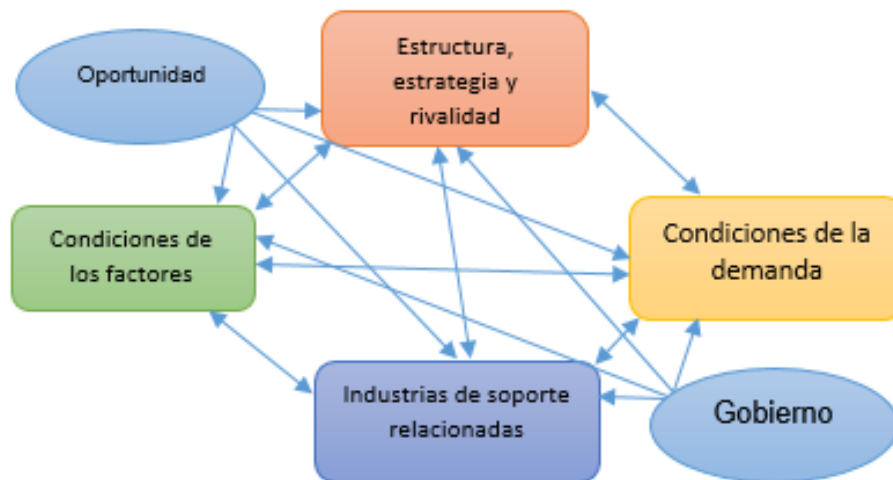 Oportunidad
Estructura,
estrategia y
rivalidad
Condiciones de
los factores
Condiciones de la
demanda
Industrias de soporte
relacionadas
Gobierno